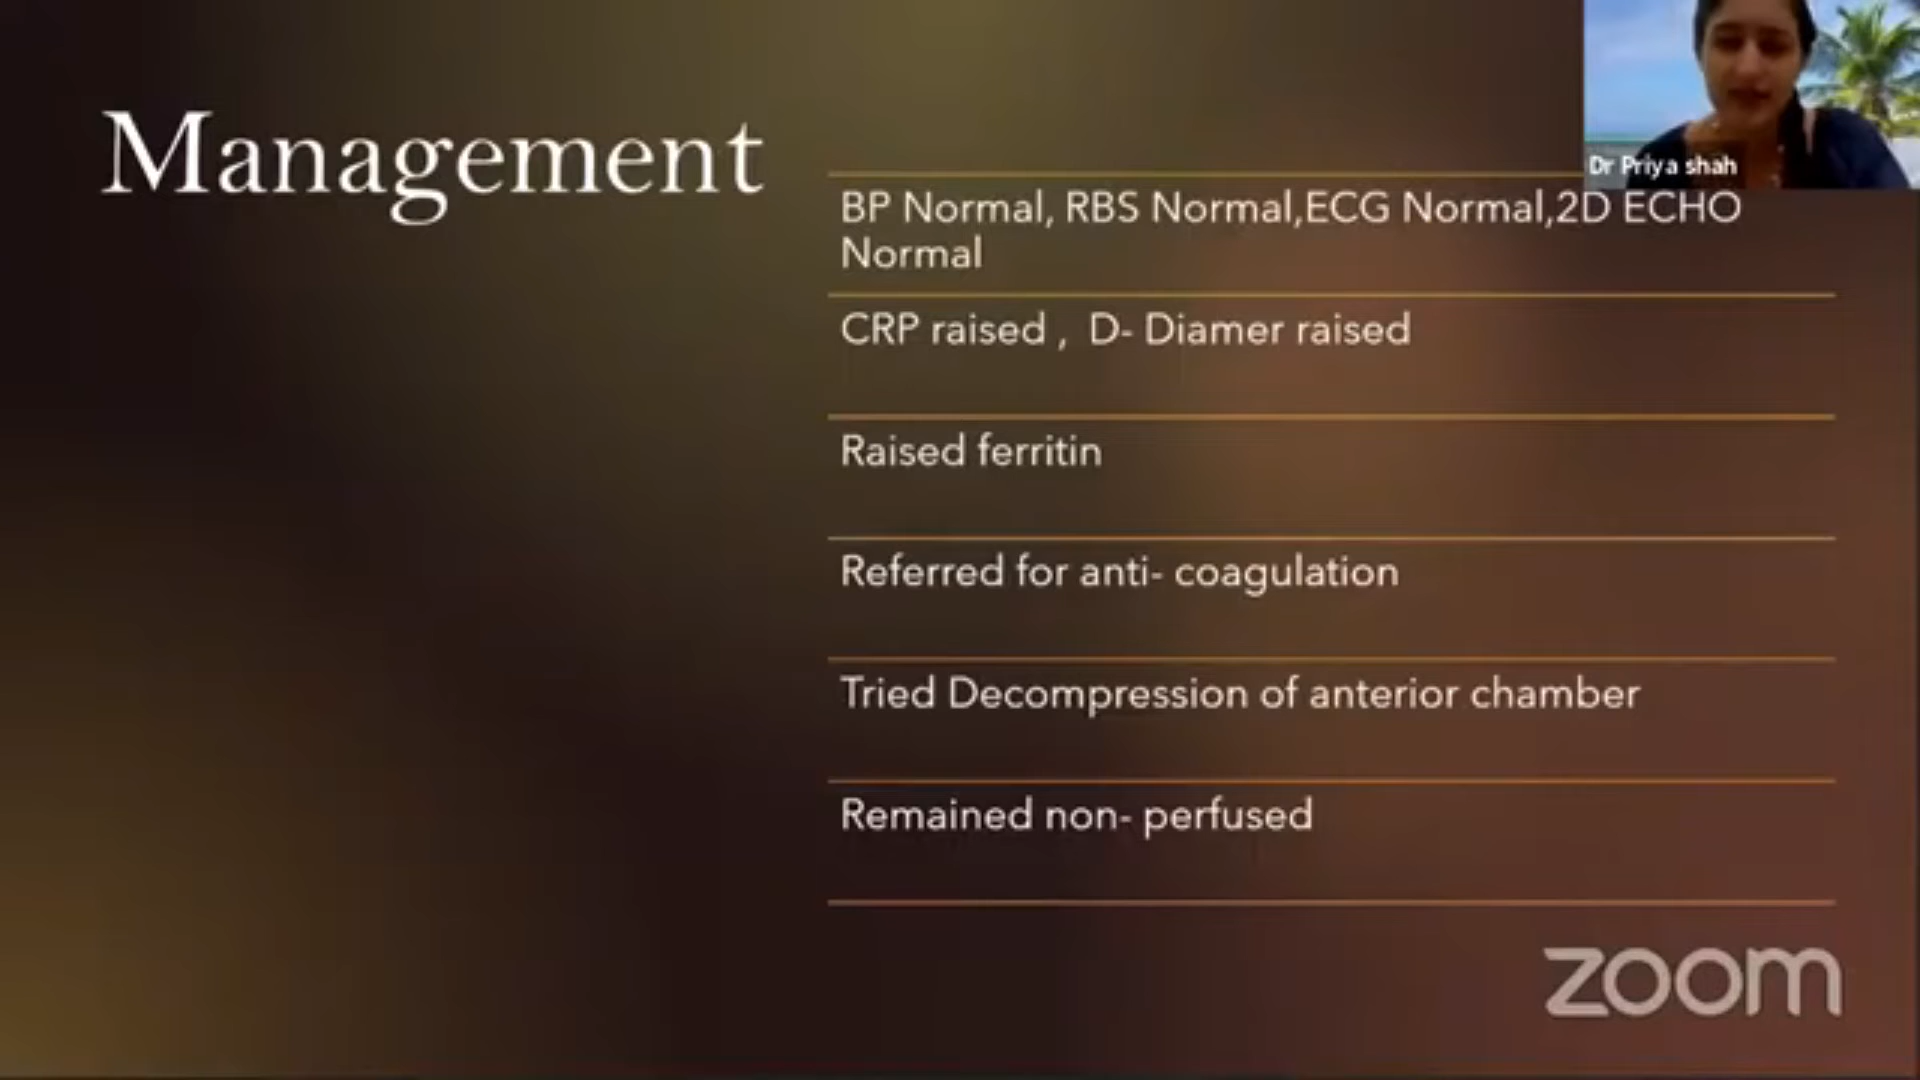 Management
Dr Priya shah
BP Normal, RBS Normal,ECG Normal,2D ECHO
Normal
CRP raised , D- Diamer raised
Raised ferritin
Referred for anti- coagulation
Tried Decompression of anterior chamber
Remained non- perfused
zoom